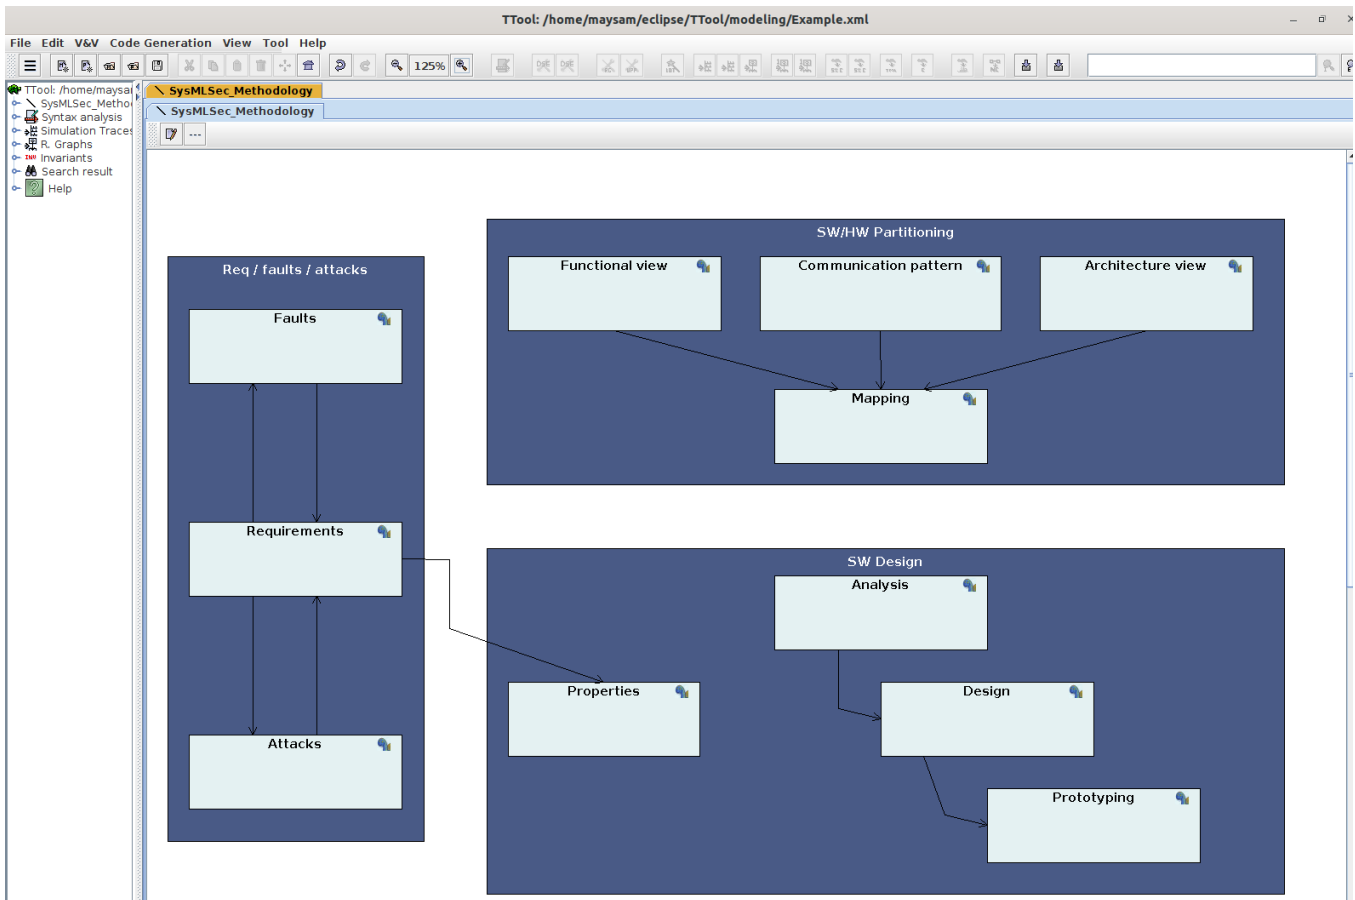 TTool: /home/maysam/eclipse/TTool/modeling/Example.xml
File Edit V&V Code Generation View Tool Help
125%
TTool: /home/maysa
SysMLSec_Metho
Syntax analysis
Simulation Traces
R. Graphs
INV Invariants
Search result
? Help
SysMLSec_Methodology
SysMLSec_Methodology
...
SW/HW Partitioning
Functional view
Communication pattern
Architecture view
Mapping
Req / faults / attacks
Faults
Requirements
Attacks
SW Design
Analysis
Properties
Design
Prototyping